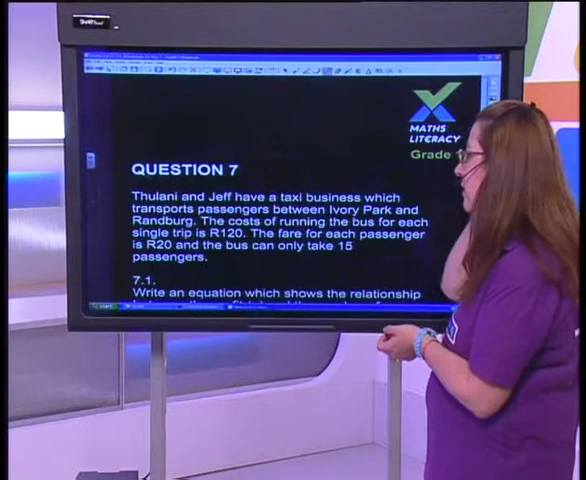 MATHS
LITERACY
Grade
QUESTION 7
Thulani and Jeff have a taxi business which
transports passengers between Ivory Park and
Randburg. The costs of running the bus for each
single trip is R120. The fare for each passenger
is R20 and the bus can only take 15
passengers.
7.1.
Write an equation which shows the relationship